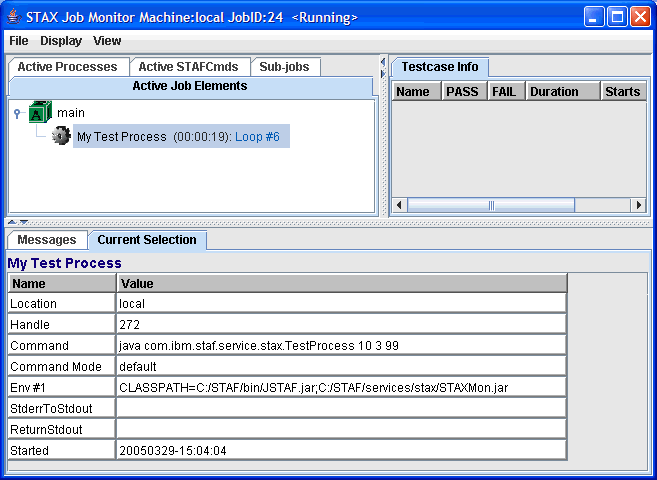 STAX Job Monitor Machine:local JobID:24 <Running>
File Display View
Active Processes Active STAFCmds Sub-jobs
Active Job Elements
main
My Test Process (00:00:19): Loop #6
Testcase Info
Name PASS FAIL Duration Starts
Messages Current Selection
My Test Process
Name Value
Location local
Handle 272
Command java com.ibm.staf.service.stax.TestProcess 10 3 99
Command Mode default
Env #1 CLASSPATH=C:/STAF/bin/JSTAF.jar;C:/STAF/services/stax/STAXMon.jar
StderrToStdout
ReturnStdout
Started 20050329-15:04:04